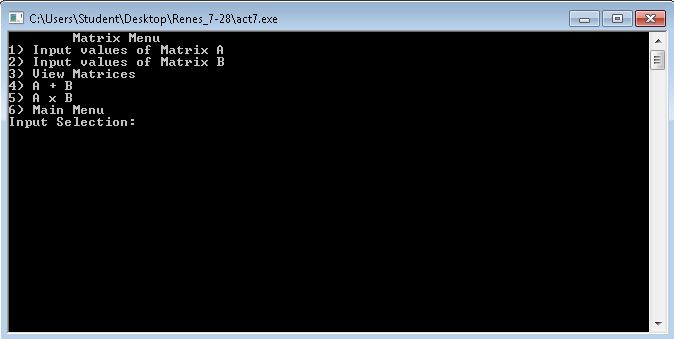 C:\Users\Student\Desktop\Renes_7-28\act7.exe
Matrix Menu
1) Input values of Matrix A
2) Input values of Matrix B
3) View Matrices
4) A + B
5) A x B
6) Main Menu
Input Selection: